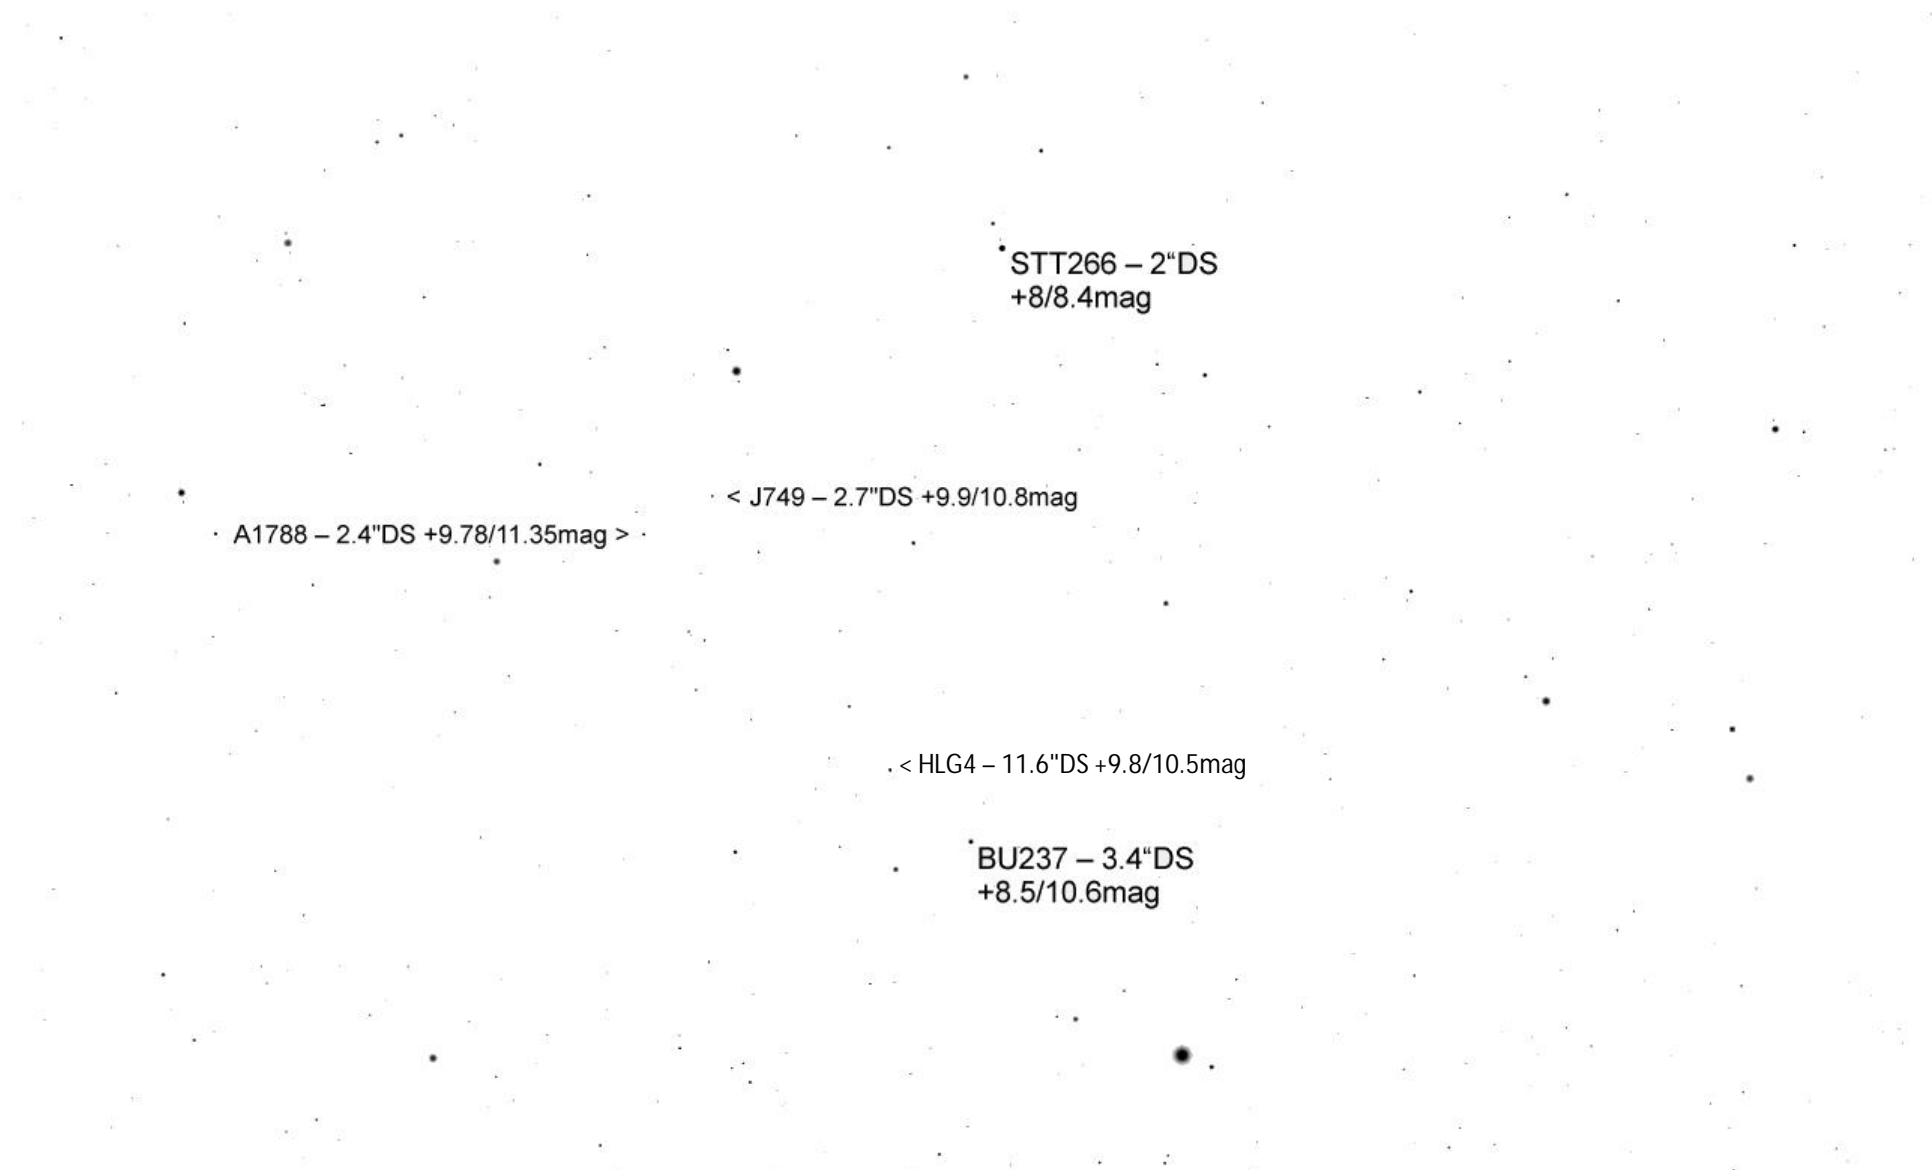 STT266 – 2“DS
+8/8.4mag
< J749 – 2.7"DS +9.9/10.8mag
A1788 – 2.4"DS +9.78/11.35mag >
< HLG4 – 11.6"DS +9.8/10.5mag
BU237 – 3.4“DS
+8.5/10.6mag